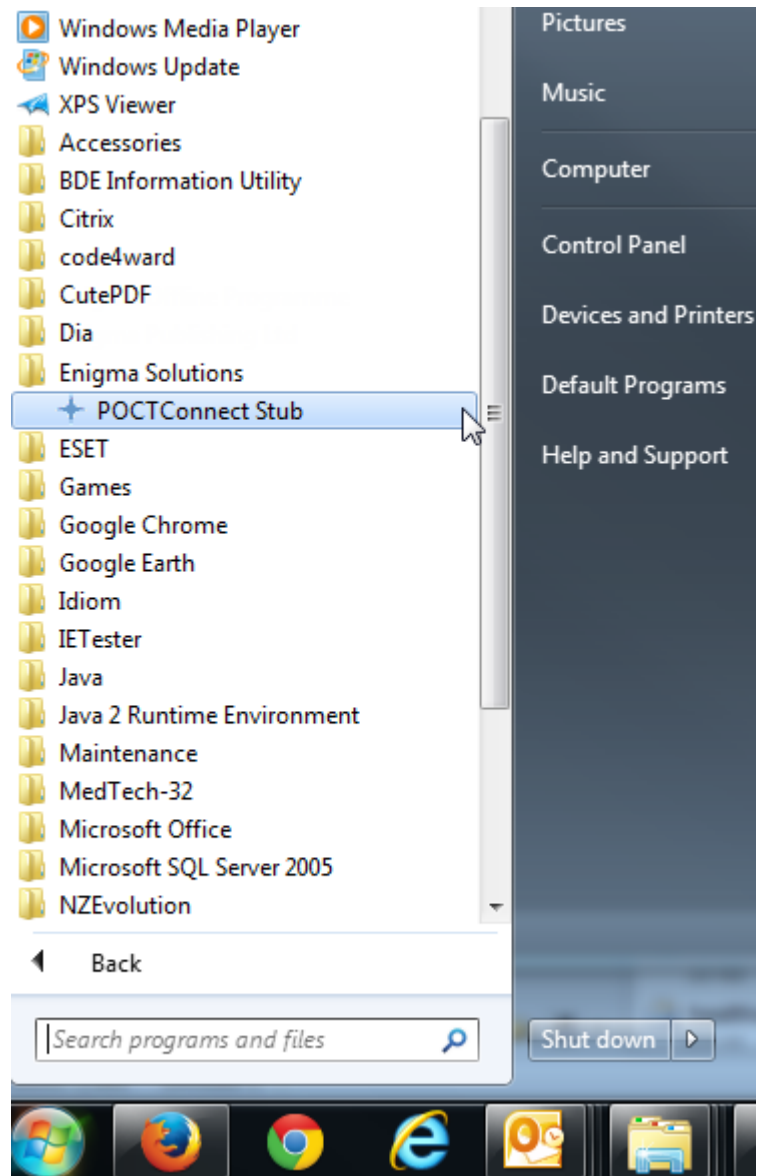 Windows Media Player
Windows Update
XPS Viewer
Accessories
BDE Information Utility
Citrix
code4ward
CutePDF
Dia
Enigma Solutions
POCTConnect Stub
ESET
Games
Google Chrome
Google Earth
Idiom
IETester
Java
Java 2 Runtime Environment
Maintenance
MedTech-32
Microsoft Office
Microsoft SQL Server 2005
NZEvolution
Back
Search programs and files
Pictures
Music
Computer
Control Panel
Devices and Printers
Default Programs
Help and Support
Shut down